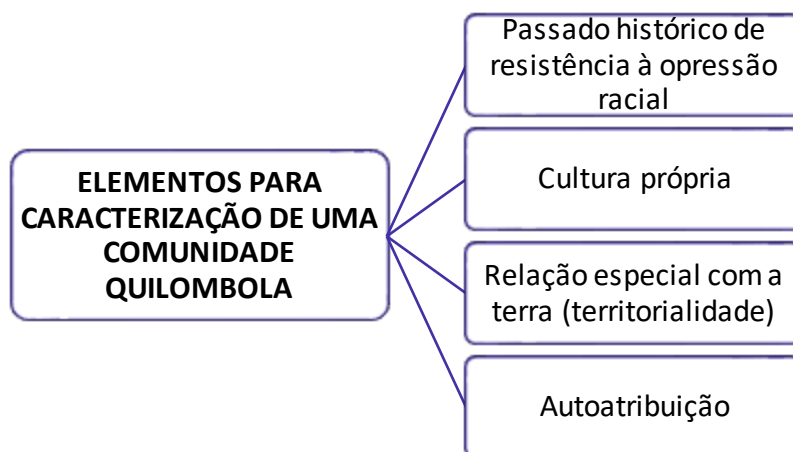 ELEMENTOS PARA
CARACTERIZAÇÃO DE UMA
COMUNIDADE
QUILOMBOLA
Passado histórico de
resistência à opressão
racial
Cultura própria
Relação especial com a
terra (territorialidade)
Autoatribuição